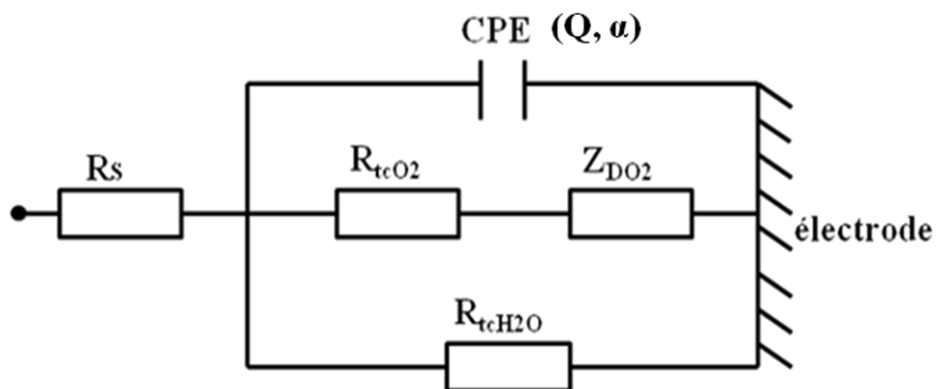 CPE (Q, α)
Rs
RtcO2
ZDO2
électrode
RtcH2O